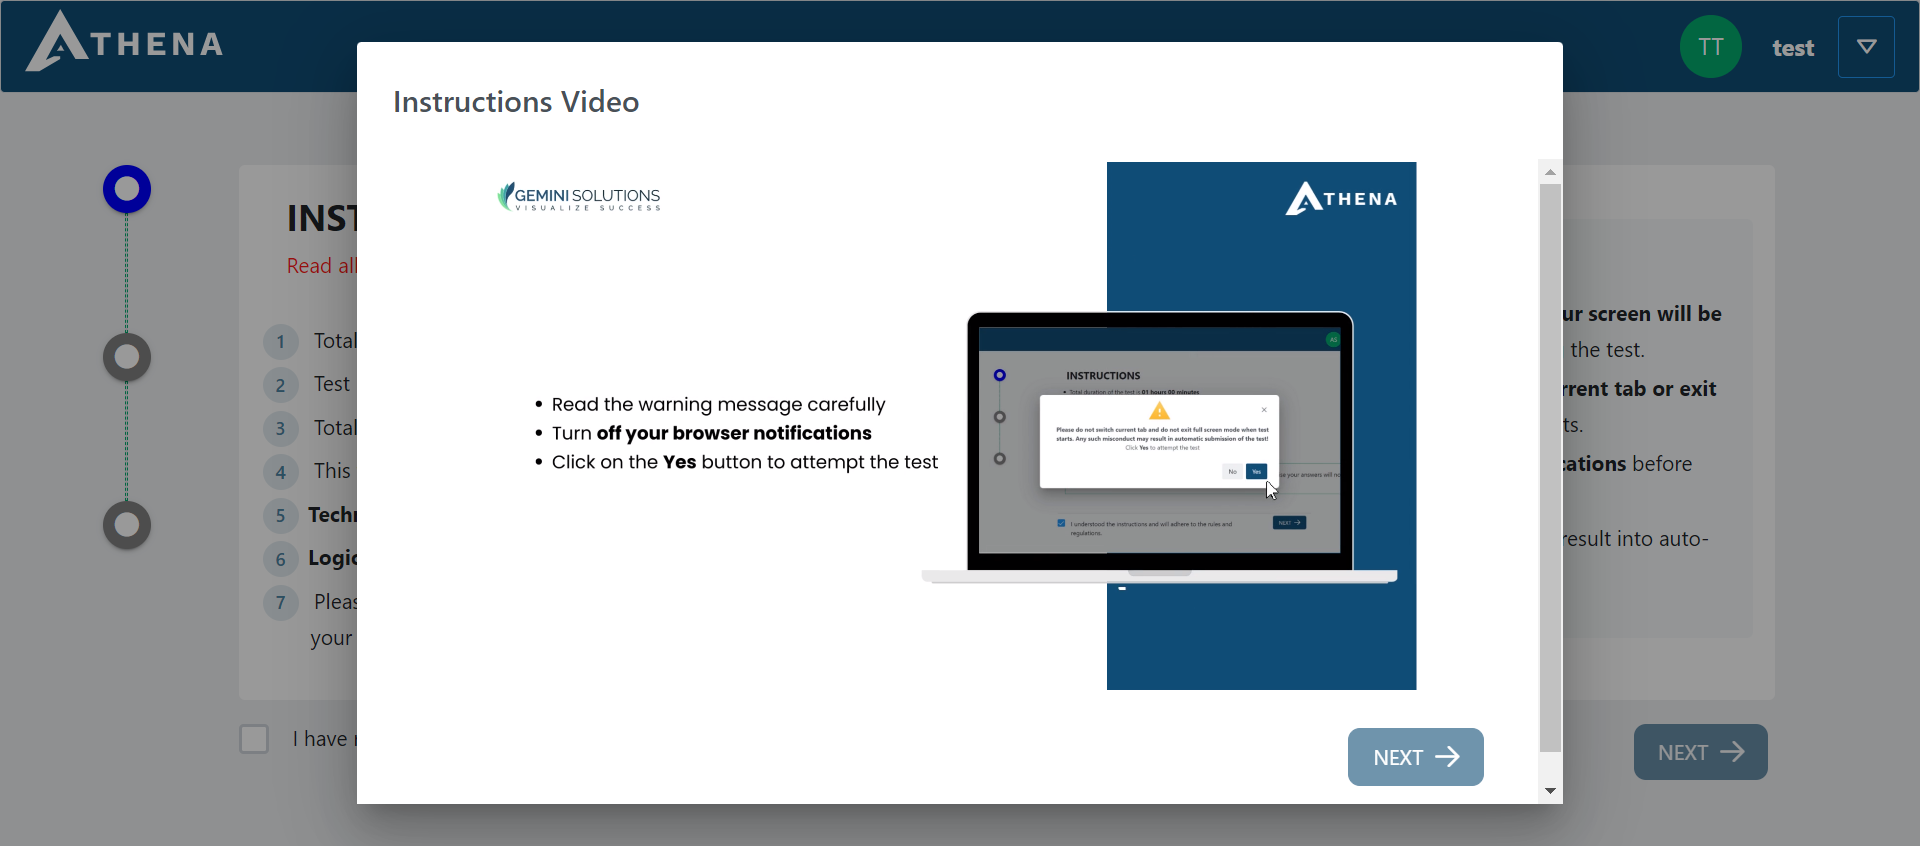 ATHENA
TT
test
Instructions Video
GEMINI SOLUTIONS
VISUALIZE SUCCESS
ATHENA
INST
Read all
1 Total
2 Test
3 Total
4 This
5 Techn
6 Logic
7 Pleas
your
• Read the warning message carefully
• Turn off your browser notifications
• Click on the Yes button to attempt the test
AS
INSTRUCTIONS
• Total duration of the test is 01 hours 00 minutes
Please do not switch current tab and do not exit full screen mode when test
starts. Any such misconduct may result in automatic submission of the test!
Click Yes to attempt the test
No
Yes
your answers will no
I understood the instructions and will adhere to the rules and
regulations.
NEXT →
ur screen will be
the test.
rrent tab or exit
ts.
cations before
result into auto-
I have
NEXT →
NEXT →